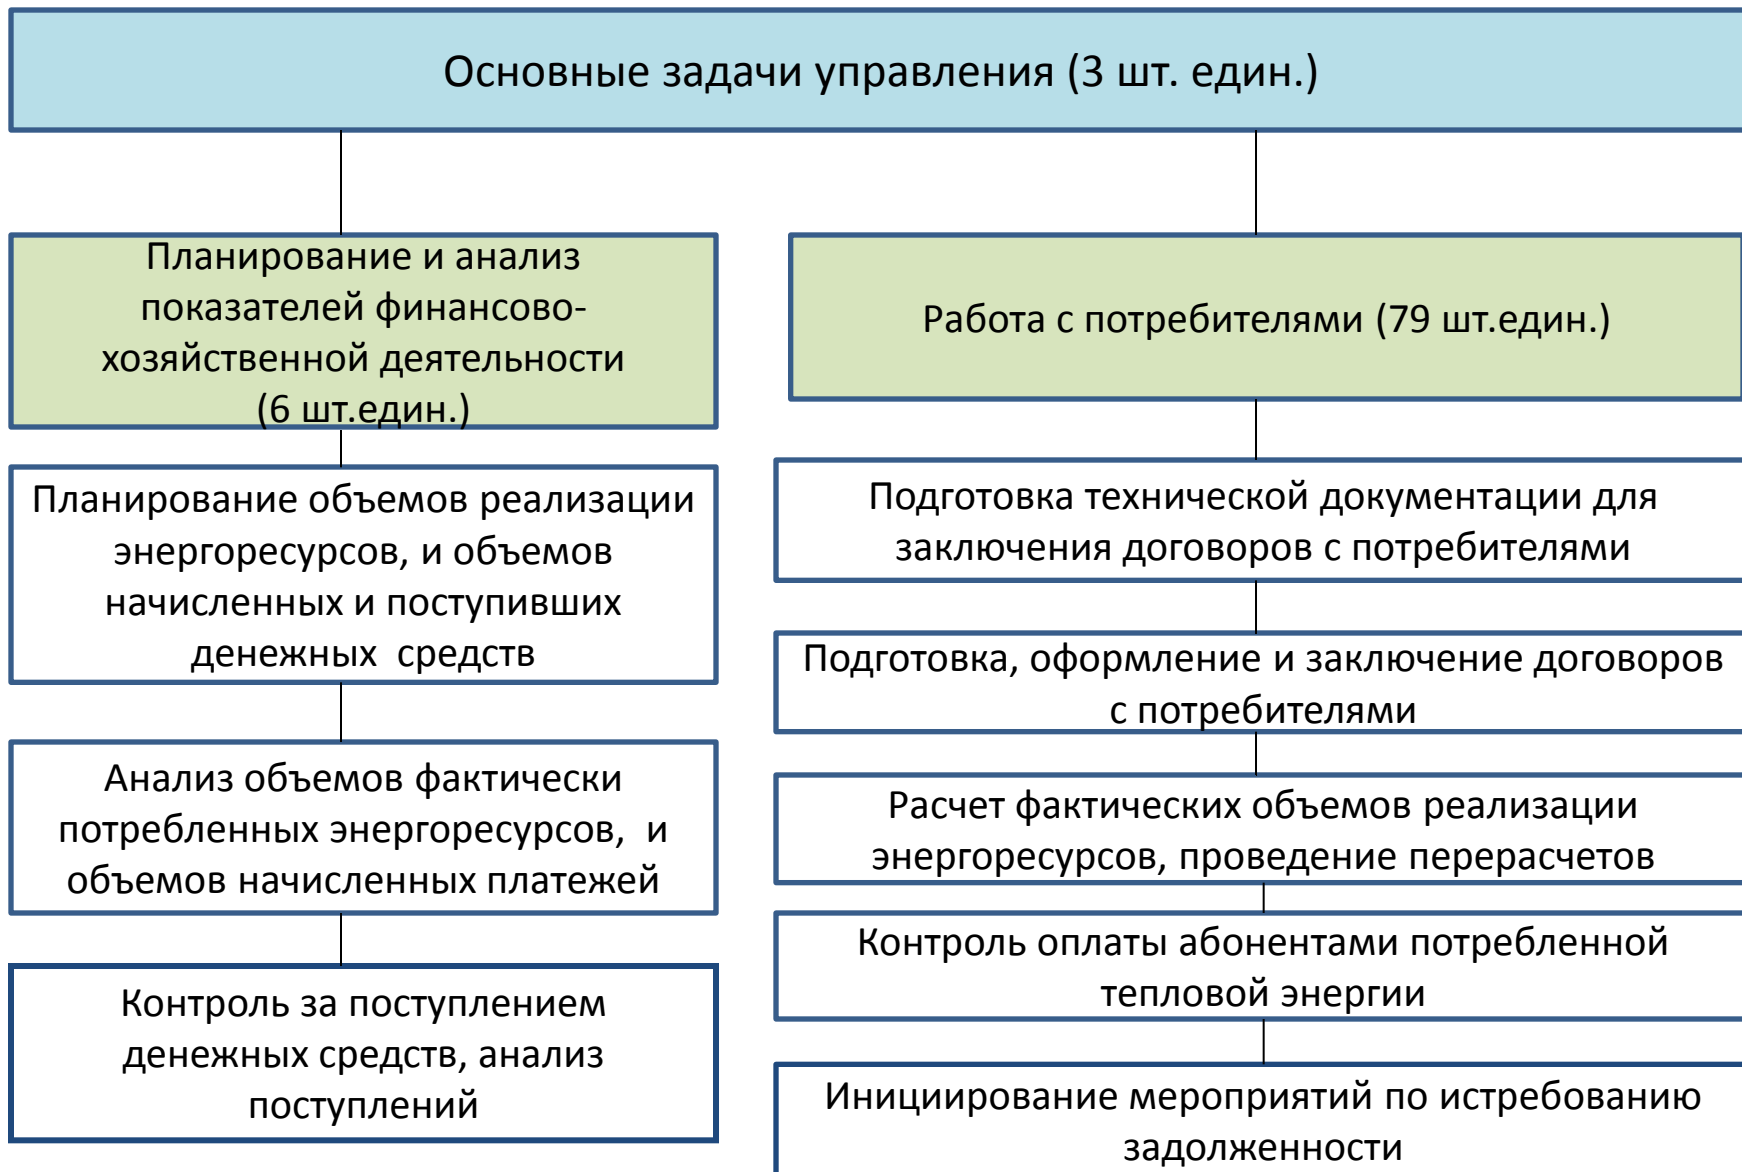 Основные задачи управления (3 шт. един.)
Планирование и анализ
показателей финансово-
хозяйственной деятельности
(6 шт.един.)
Планирование объемов реализации
энергоресурсов, и объемов
начисленных и поступивших
денежных  средств
Анализ объемов фактически
потребленных энергоресурсов,  и
объемов начисленных платежей
Контроль за поступлением
денежных средств, анализ
поступлений
Работа с потребителями (79 шт.един.)
Подготовка технической документации для
заключения договоров с потребителями
Подготовка, оформление и заключение договоров
с потребителями
Расчет фактических объемов реализации
энергоресурсов, проведение перерасчетов
Контроль оплаты абонентами потребленной
тепловой энергии
Инициирование мероприятий по истребованию
задолженности